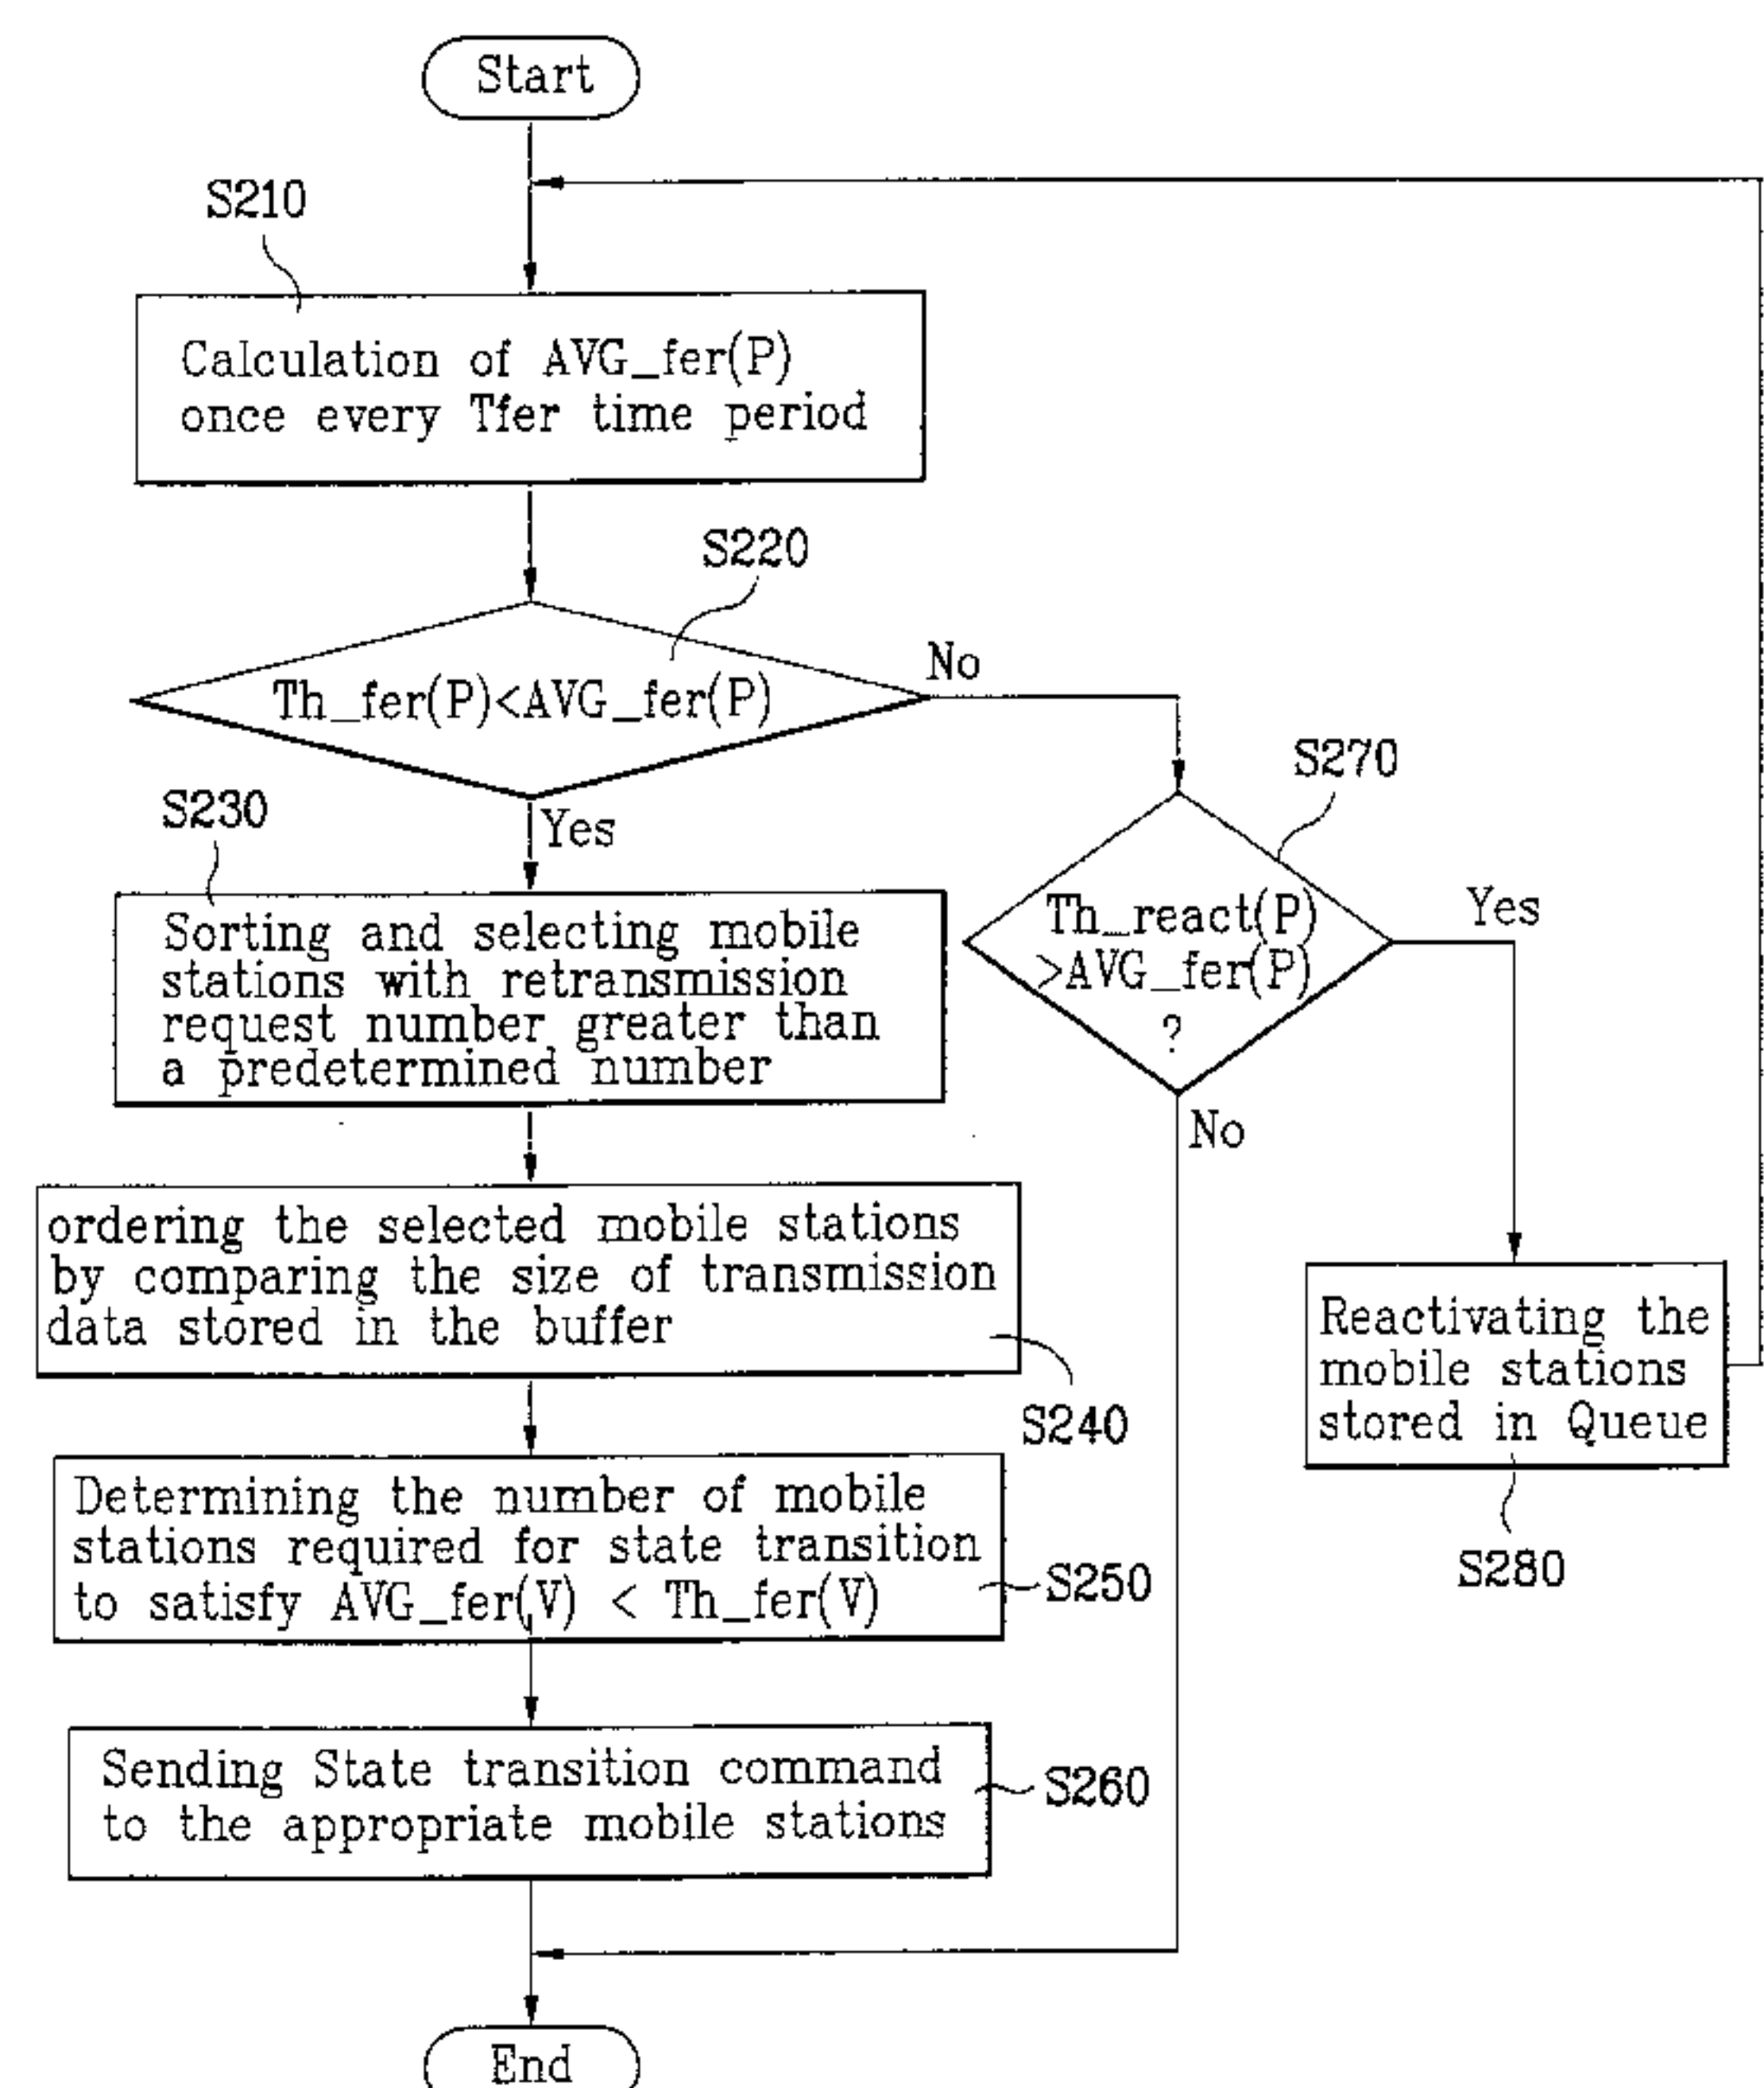 Start
S210
Calculation of AVG_fer(P)
once every Tfer time period
S220
Th_fer(P)<AVG_fer(P)
No
Yes
S230
Sorting and selecting mobile
stations with retransmission
request number greater than
a predetermined number
S270
Th_react(P)
>AVG_fer(P)
?
Yes
No
ordering the selected mobile stations
by comparing the size of transmission
data stored in the buffer
S240
Reactivating the
mobile stations
stored in Queue
S280
Determining the number of mobile
stations required for state transition
to satisfy AVG_fer(V) < Th_fer(V)
S250
Sending State transition command
to the appropriate mobile stations
S260
End